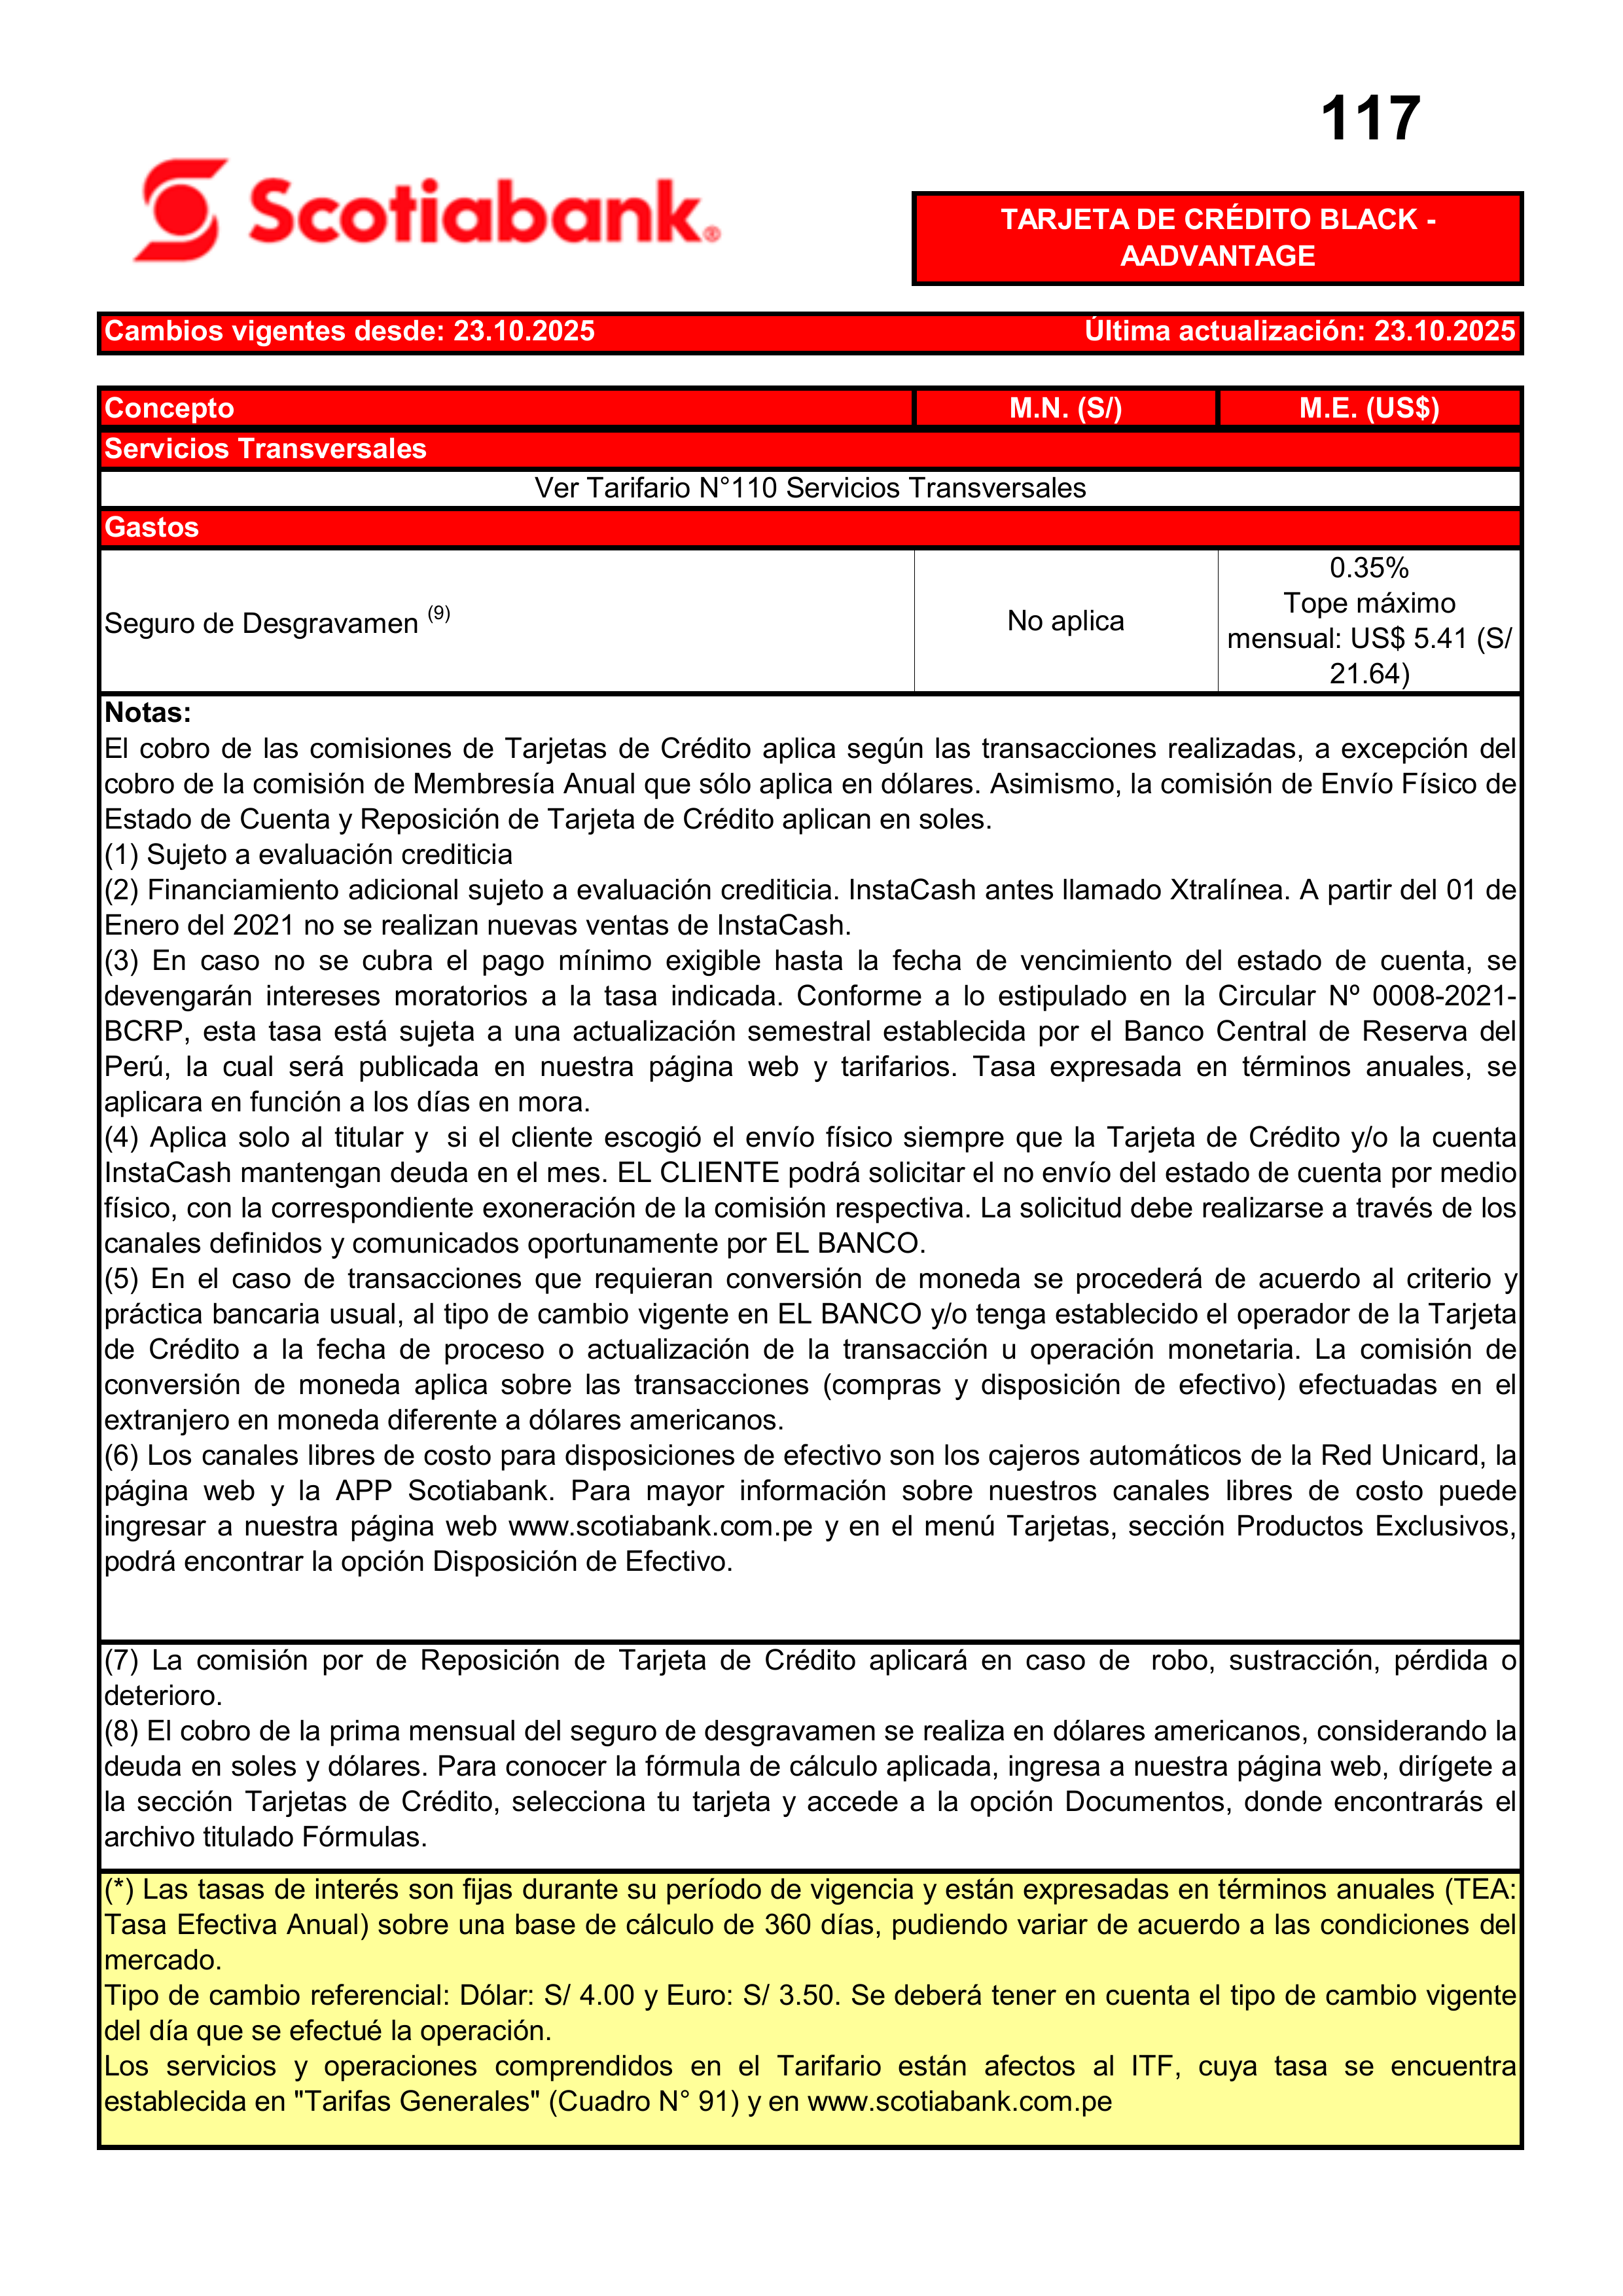 117
Scotiabank®
TARJETA DE CRÉDITO BLACK -
AADVANTAGE
Cambios vigentes desde: 23.10.2025 Última actualización: 23.10.2025
Concepto M.N. (S/) M.E. (US$)
Servicios Transversales
Ver Tarifario N°110 Servicios Transversales
Gastos
Seguro de Desgravamen (9)
No aplica
0.35%
Tope máximo
mensual: US$ 5.41 (S/
21.64)
Notas:
El cobro de las comisiones de Tarjetas de Crédito aplica según las transacciones realizadas, a excepción del
cobro de la comisión de Membresía Anual que sólo aplica en dólares. Asimismo, la comisión de Envío Físico de
Estado de Cuenta y Reposición de Tarjeta de Crédito aplican en soles.
(1) Sujeto a evaluación crediticia
(2) Financiamiento adicional sujeto a evaluación crediticia. InstaCash antes llamado Xtralínea. A partir del 01 de
Enero del 2021 no se realizan nuevas ventas de InstaCash.
(3) En caso no se cubra el pago mínimo exigible hasta la fecha de vencimiento del estado de cuenta, se
devengarán intereses moratorios a la tasa indicada. Conforme a lo estipulado en la Circular Nº 0008-2021-
BCRP, esta tasa está sujeta a una actualización semestral establecida por el Banco Central de Reserva del
Perú, la cual será publicada en nuestra página web y tarifarios. Tasa expresada en términos anuales, se
aplicara en función a los días en mora.
(4) Aplica solo al titular y  si el cliente escogió el envío físico siempre que la Tarjeta de Crédito y/o la cuenta
InstaCash mantengan deuda en el mes. EL CLIENTE podrá solicitar el no envío del estado de cuenta por medio
físico, con la correspondiente exoneración de la comisión respectiva. La solicitud debe realizarse a través de los
canales definidos y comunicados oportunamente por EL BANCO.
(5) En el caso de transacciones que requieran conversión de moneda se procederá de acuerdo al criterio y
práctica bancaria usual, al tipo de cambio vigente en EL BANCO y/o tenga establecido el operador de la Tarjeta
de Crédito a la fecha de proceso o actualización de la transacción u operación monetaria. La comisión de
conversión de moneda aplica sobre las transacciones (compras y disposición de efectivo) efectuadas en el
extranjero en moneda diferente a dólares americanos.
(6) Los canales libres de costo para disposiciones de efectivo son los cajeros automáticos de la Red Unicard, la
página web y la APP Scotiabank. Para mayor información sobre nuestros canales libres de costo puede
ingresar a nuestra página web www.scotiabank.com.pe y en el menú Tarjetas, sección Productos Exclusivos,
podrá encontrar la opción Disposición de Efectivo.
(7) La comisión por de Reposición de Tarjeta de Crédito aplicará en caso de  robo, sustracción, pérdida o
deterioro.
(8) El cobro de la prima mensual del seguro de desgravamen se realiza en dólares americanos, considerando la
deuda en soles y dólares. Para conocer la fórmula de cálculo aplicada, ingresa a nuestra página web, dirígete a
la sección Tarjetas de Crédito, selecciona tu tarjeta y accede a la opción Documentos, donde encontrarás el
archivo titulado Fórmulas.
(*) Las tasas de interés son fijas durante su período de vigencia y están expresadas en términos anuales (TEA:
Tasa Efectiva Anual) sobre una base de cálculo de 360 días, pudiendo variar de acuerdo a las condiciones del
mercado.
Tipo de cambio referencial: Dólar: S/ 4.00 y Euro: S/ 3.50. Se deberá tener en cuenta el tipo de cambio vigente
del día que se efectué la operación.
Los servicios y operaciones comprendidos en el Tarifario están afectos al ITF, cuya tasa se encuentra
establecida en "Tarifas Generales" (Cuadro N° 91) y en www.scotiabank.com.pe